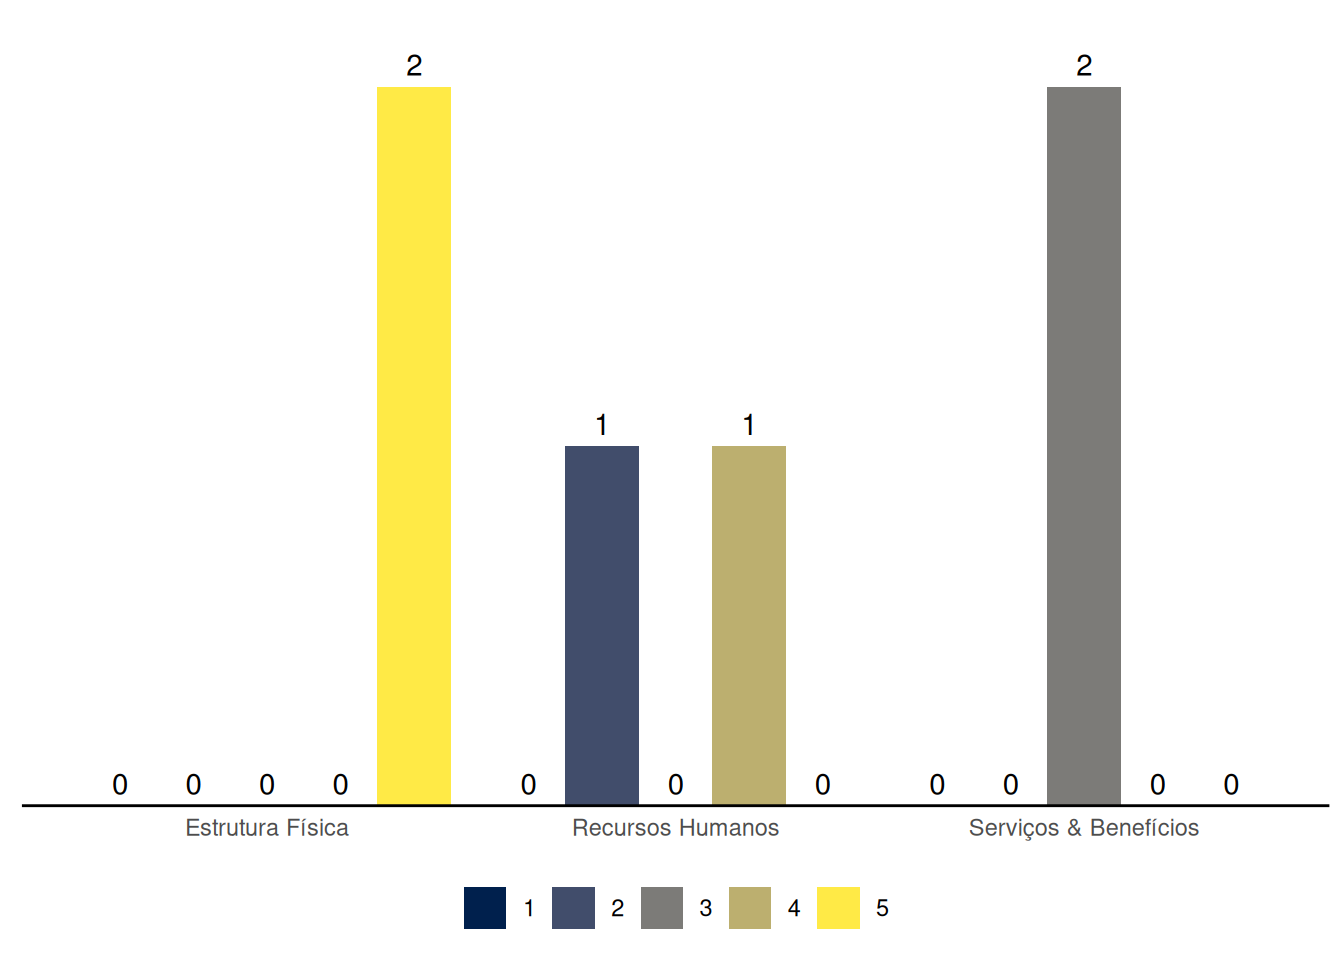 2 2
1 1
0 0 0 0 0 0 0 0 0 0 0
Estrutura Física Recursos Humanos Serviços & Benefícios
1 2 3 4 5